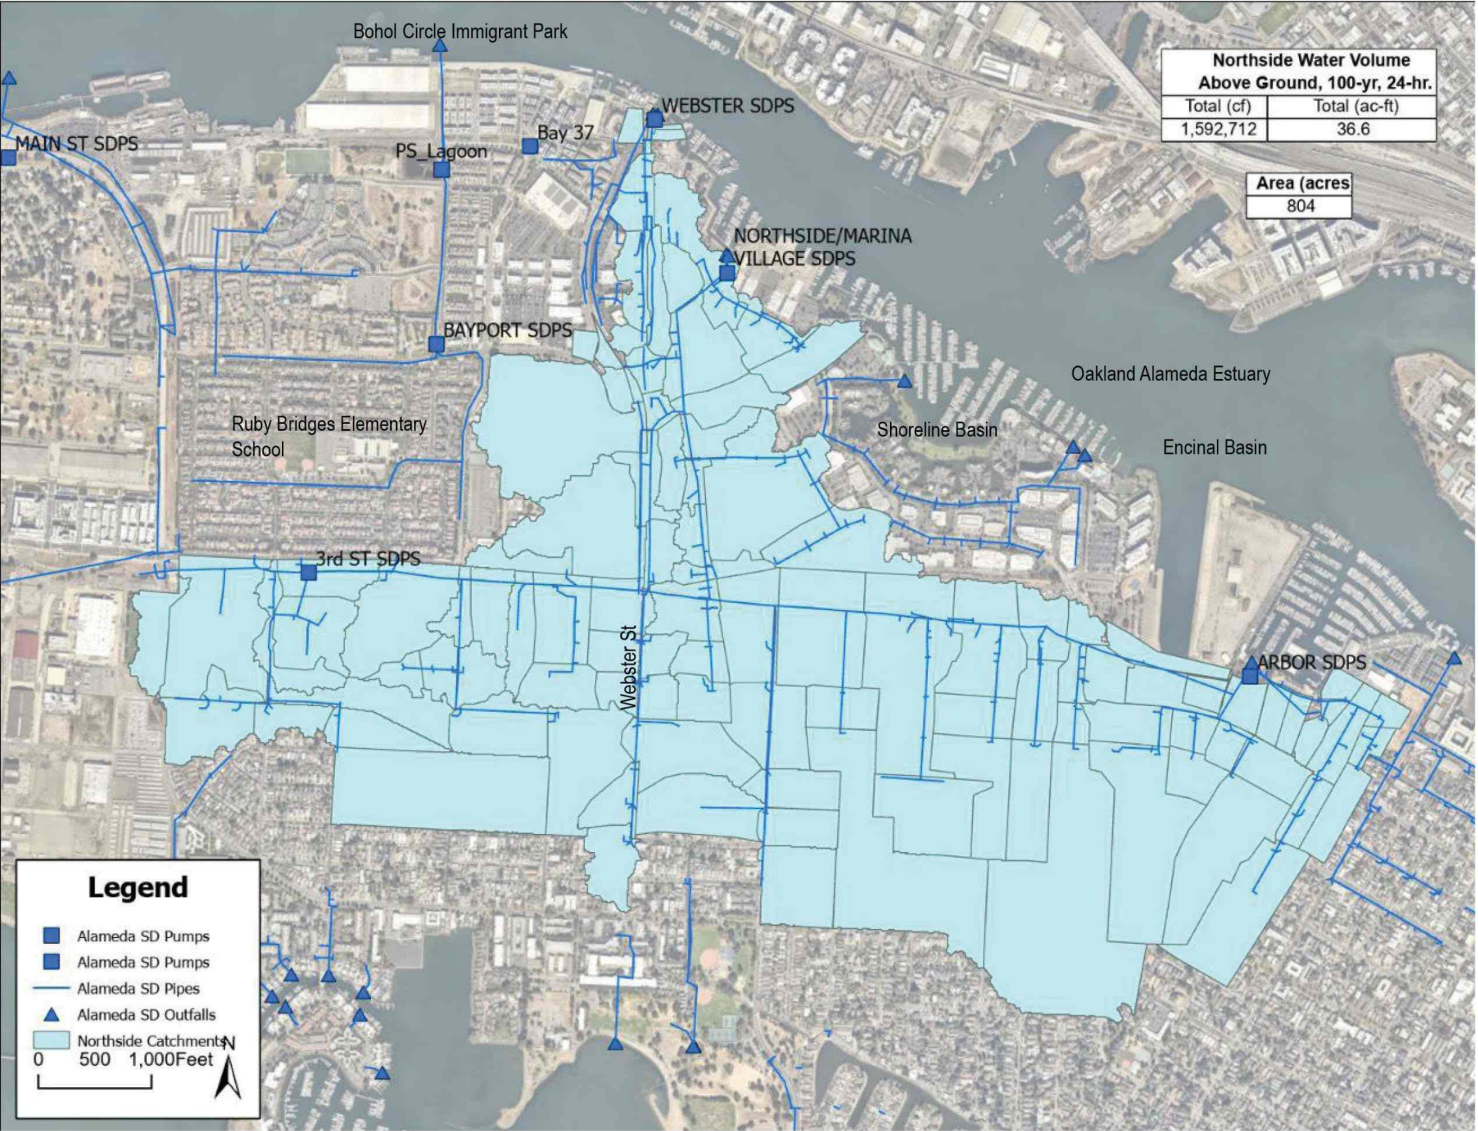 Bohol Circle Immigrant Park
Northside Water Volume
Above Ground, 100-yr, 24-hr.
Total (cf) Total (ac-ft)
1,592,712 36.6
WEBSTER SDPS
Bay 37
MAIN ST SDPS
PS_Lagoon
Area (acres
804
NORTHSIDE/MARINA
VILLAGE SDPS
BAYPORT SDPS
Oakland Alameda Estuary
Ruby Bridges Elementary
School
Shoreline Basin
Encinal Basin
3rd ST SDPS
Webster St
ARBOR SDPS
Legend
Alameda SD Pumps
Alameda SD Pumps
Alameda SD Pipes
Alameda SD Outfalls
Northside Catchments
N
0 500 1,000Feet